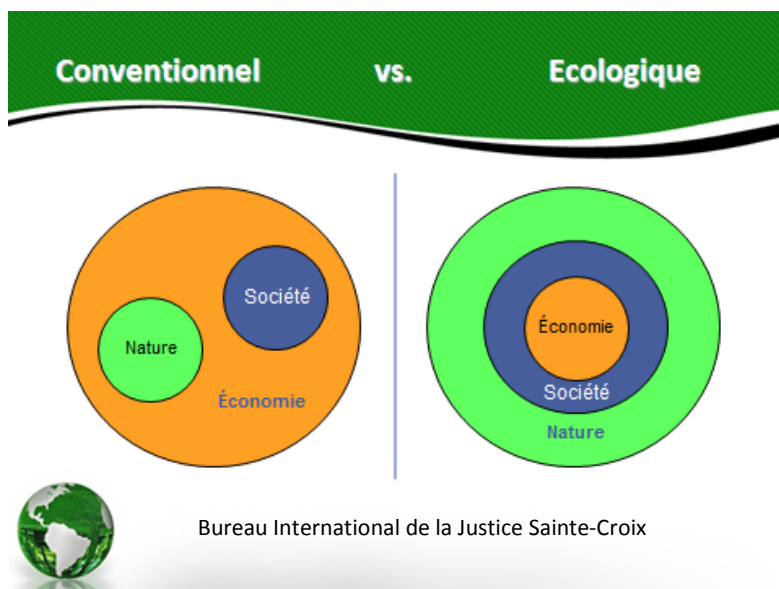 Conventionnel vs. Ecologique
Société
Nature
Économie
Économie
Société
Nature
Bureau International de la Justice Sainte-Croix